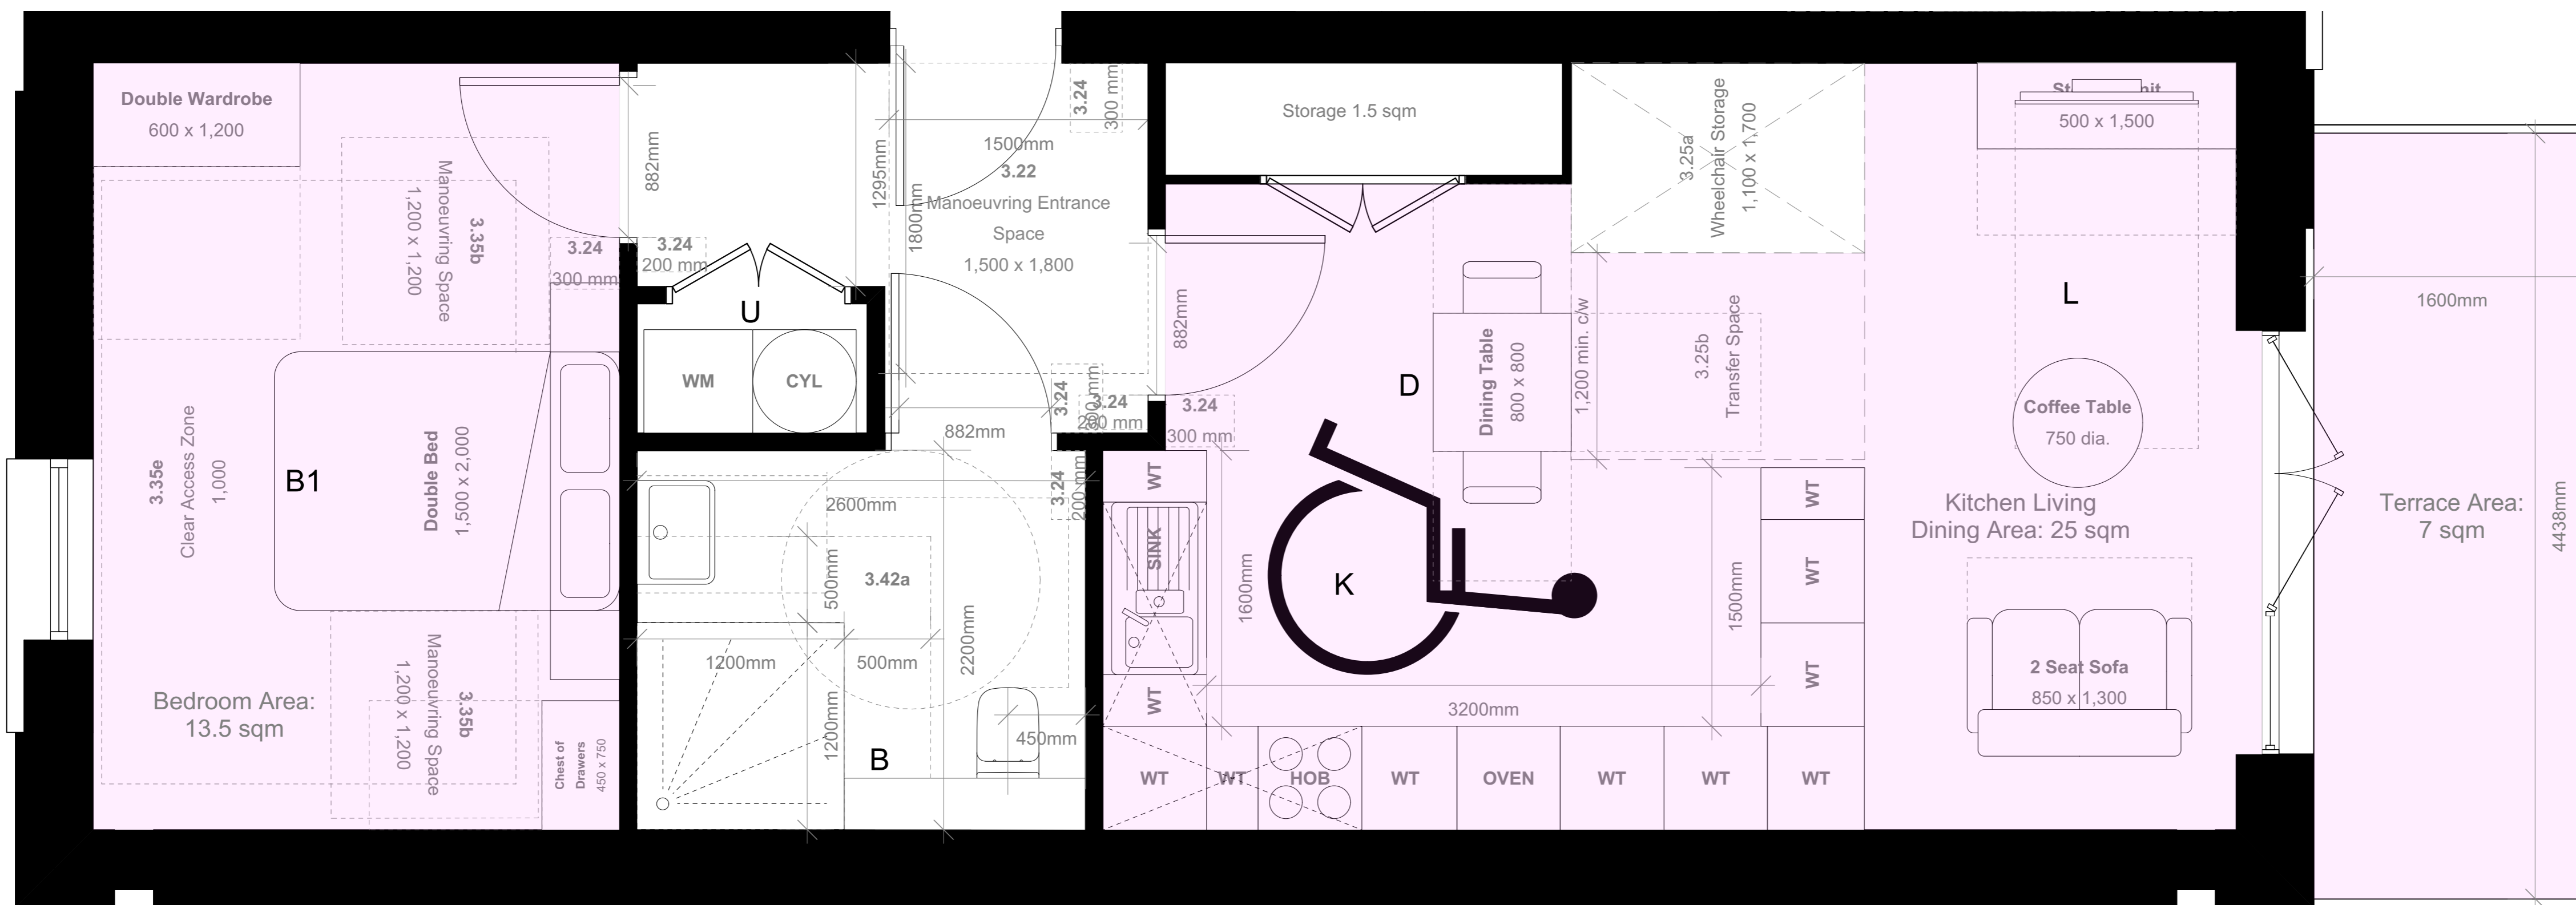 Double Wardrobe
600 x 1,200
3.35b
Manoeuvring Space
1,200 x 1,200
3.24
300 mm
3.35e
Clear Access Zone
1,000
B1
Double Bed
1,500 x 2,000
Bedroom Area:
13.5 sqm
3.35b
Manoeuvring Space
1,200 x 1,200
Chest of
Drawers
450 x 750
882mm
3.24
200 mm
U
WM
CYL
1295mm
1800mm
1500mm
3.22
Manoeuvring Entrance
Space
1,500 x 1,800
3.24
300 mm
882mm
3.24
3.24
200 mm
882mm
3.24
300 mm
3.24
200 mm
2600mm
500mm
3.42a
1200mm
500mm
2200mm
1200mm
450mm
B
Storage 1.5 sqm
3.25a
Wheelchair Storage
1,100 x 1,700
D
Dining Table
800 x 800
1,200 min. c/w
3.25b
Transfer Space
WT
SINK
WT
1600mm
K
1500mm
3200mm
WT
WT
WT
WT
WT
HOB
WT
OVEN
WT
WT
WT
500 x 1,500
L
Coffee Table
750 dia.
Kitchen Living
Dining Area: 25 sqm
2 Seat Sofa
850 x 1,300
1600mm
Terrace Area:
7 sqm
4438mm